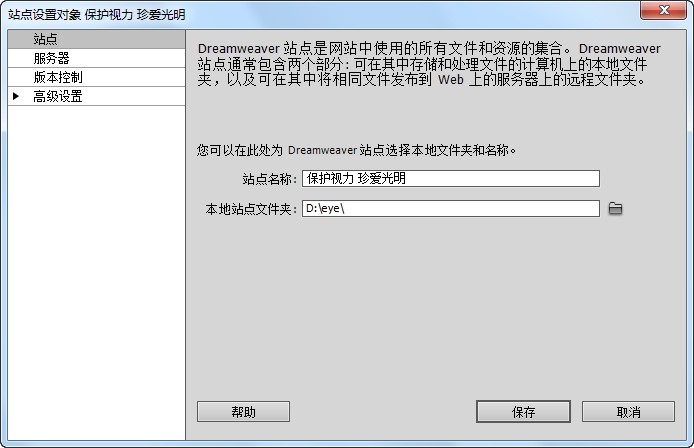 站点设置对象 保护视力 珍爱光明
站点
服务器
版本控制
高级设置
Dreamweaver 站点是网站中使用的所有文件和资源的集合。Dreamweaver
站点通常包含两个部分: 可在其中存储和处理文件的计算机上的本地文件
夹，以及可在其中将相同文件发布到 Web 上的服务器上的远程文件夹。
您可以在此处为 Dreamweaver 站点选择本地文件夹和名称。
站点名称: 保护视力 珍爱光明
本地站点文件夹: D:\eye\
帮助 保存 取消